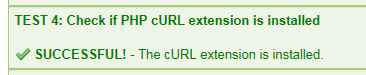 TEST 4: Check if PHP cURL extension is installed
SUCCESSFUL! - The cURL extension is installed.